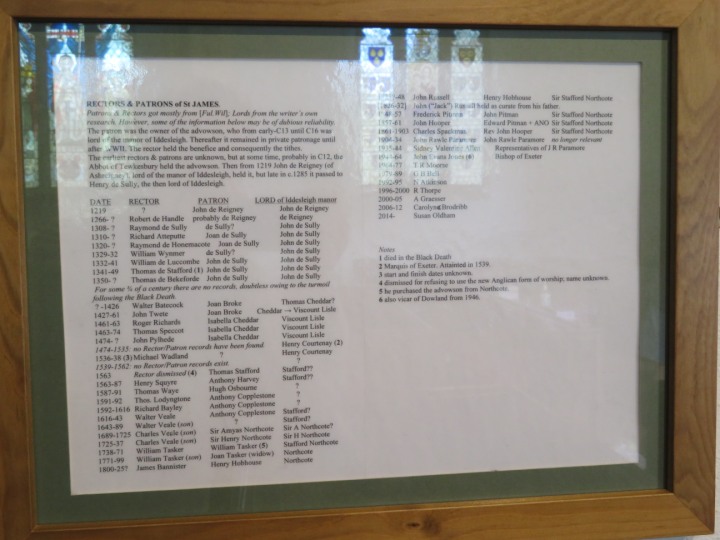 RECTORS & PATRONS of St JAMES.
Patrons & Rectors got mostly from [Ful.Wil]. Lords from the writer's own
research. However, some of the information below may be of dubious reliability.
The patron was the owner of the advowson, who from early-C13 until C16 was
lord of the manor of Iddesleigh. Thereafter it remained in private patronage until
after WWII. The rector held the benefice and consequently the tithes.
The earliest rectors & patrons are unknown, but at some time, probably in C12, the
Abbot of Tewkesbury held the advowson. Then from 1219 John de Reigney (of
lord of the manor of Iddesleigh, held it, but late in c.1285 it passed to
Henry de Sully, the then lord of Iddesleigh.
DATE RECTOR PATRON LORD of Iddesleigh manor
1219 ? John de Reigney John de Reigney
1266- ? Robert de Handle probably de Reigney de Reigney
1308- ? Raymond de Sully de Sully? John de Sully
1310- ? Richard Atteputte Joan de Sully John de Sully
1320- ? Raymond de Honemacote Joan de Sully John de Sully
1329-32 William Wynmer de Sully? John de Sully
1332-41 William de Luccombe John de Sully John de Sully
1341-49 Thomas de Stafford (1) John de Sully John de Sully
1350- ? Thomas de Bekeforde John de Sully John de Sully
For some ¾ of a century there are no records, doubtless owing to the turmoil
following the Black Death
? -1426 Walter Batecock Joan Broke Thomas Cheddar?
1427-61 John Twete Joan Broke Cheddar → Viscount Lisle
1461-63 Roger Richards Isabella Cheddar Viscount Lisle
1463-74 Thomas Speccot Isabella Cheddar Viscount Lisle
1474- ? John Pylhede Isabella Cheddar Viscount Lisle
1474-1535: no Rector/Patron records have been found Henry Courtenay (2)
1536-38 (3) Michael Wadland ? Henry Courtenay
1539-1562: no Rector/Patron records exist. ?
1563 Rector dismissed (4) Thomas Stafford Stafford??
1563-87 Henry Squyre Anthony Harvey Stafford??
1587-91 Thomas Waye Hugh Osbourne ?
1591-92 Thos. Lodyngtone Anthony Copplestone ?
1592-1616 Richard Bayley Anthony Copplestone ?
1616-43 Walter Veale Anthony Copplestone Stafford?
1643-89 Walter Veale (son) ? Stafford?
1689-1725 Charles Veale (son) Sir Amyas Northcote Sir A Northcote?
1725-37 Charles Veale (son) Sir Henry Northcote Sir H Northcote
1738-71 William Tasker William Tasker (5) Stafford Northcote
1771-99 William Tasker (son) Joan Tasker (widow) Northcote
1800-25? James Bannister Henry Hobhouse Northcote
-48 John Russell Henry Hobhouse Sir Stafford Northcote
-32] John ("Jack") Russell held as curate from his father.
Frederick Pitman John Pitman Sir Stafford Northcote
1857-61 John Hooper Edward Pitman + ANO Sir Stafford Northcote
1861-1903 Charles Spackman Rev John Hooper Sir Stafford Northcote
John Rawle Paramore John Rawle Paramore no longer relevant
Sidney Valentine Representatives of J R Paramore
-64 John Evans Jones (6) Bishop of Exeter
-77
-89 G B Bell
-95 N Anderson
1996-2000 R Thorpe
2000-05 A Graesser
2006-12 Carolyne Brodribb
2014- Susan Oldham
Notes
1 died in the Black Death
2 Marquis of Exeter. Attainted in 1539.
3 start and finish dates unknown.
4 dismissed for refusing to use the new Anglican form of worship; name unknown.
5 he purchased the advowson from Northcote.
6 also vicar of Dowland from 1946.